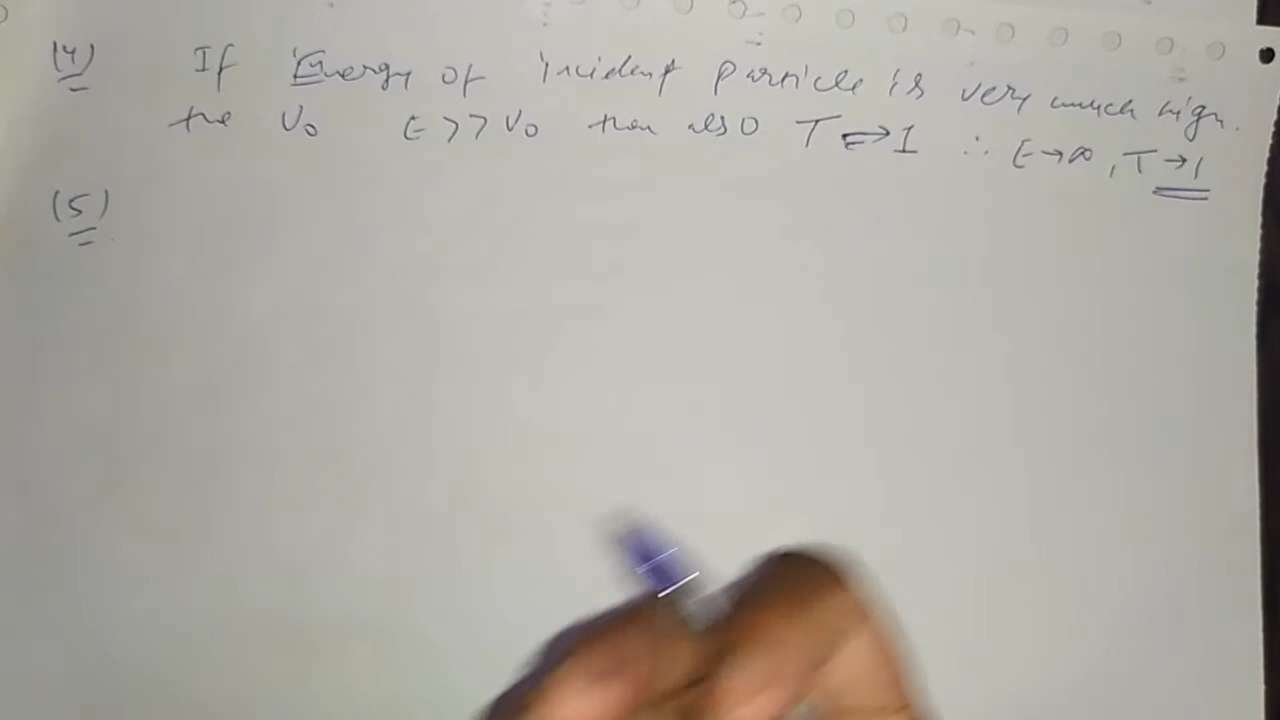 (4) If Energy of incident particle is very much high.
the V₀ E >> V₀ then also T ⇒ 1 ∴ E→∞, T→1
(5)